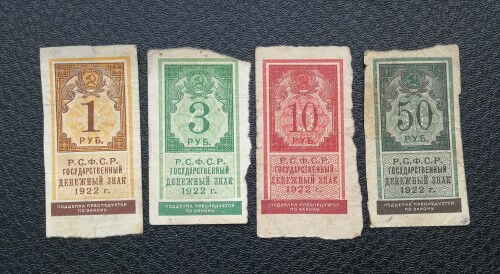 1
РУБ.
Р.С.Ф.С.Р.
ГОСУДАРСТВЕННЫЙ
ДЕНЕЖНЫЙ ЗНАК
1922 г.
ПОДДЕЛКА ПРЕСЛЕДУЕТСЯ
ПО ЗАКОНУ
3
РУБ.
Р.С.Ф.С.Р.
ГОСУДАРСТВЕННЫЙ
ДЕНЕЖНЫЙ ЗНАК
1922 г.
ПОДДЕЛКА ПРЕСЛЕДУЕТСЯ
ПО ЗАКОНУ
10
РУБ.
Р.С.Ф.С.Р.
ГОСУДАРСТВЕННЫЙ
ДЕНЕЖНЫЙ ЗНАК
1922 г.
ПОДДЕЛКА ПРЕСЛЕДУЕТСЯ
ПО ЗАКОНУ
50
РУБ.
Р.С.Ф.С.Р.
ГОСУДАРСТВЕННЫЙ
ДЕНЕЖНЫЙ ЗНАК
1922 г.
ПОДДЕЛКА ПРЕСЛЕДУЕТСЯ
ПО ЗАКОНУ